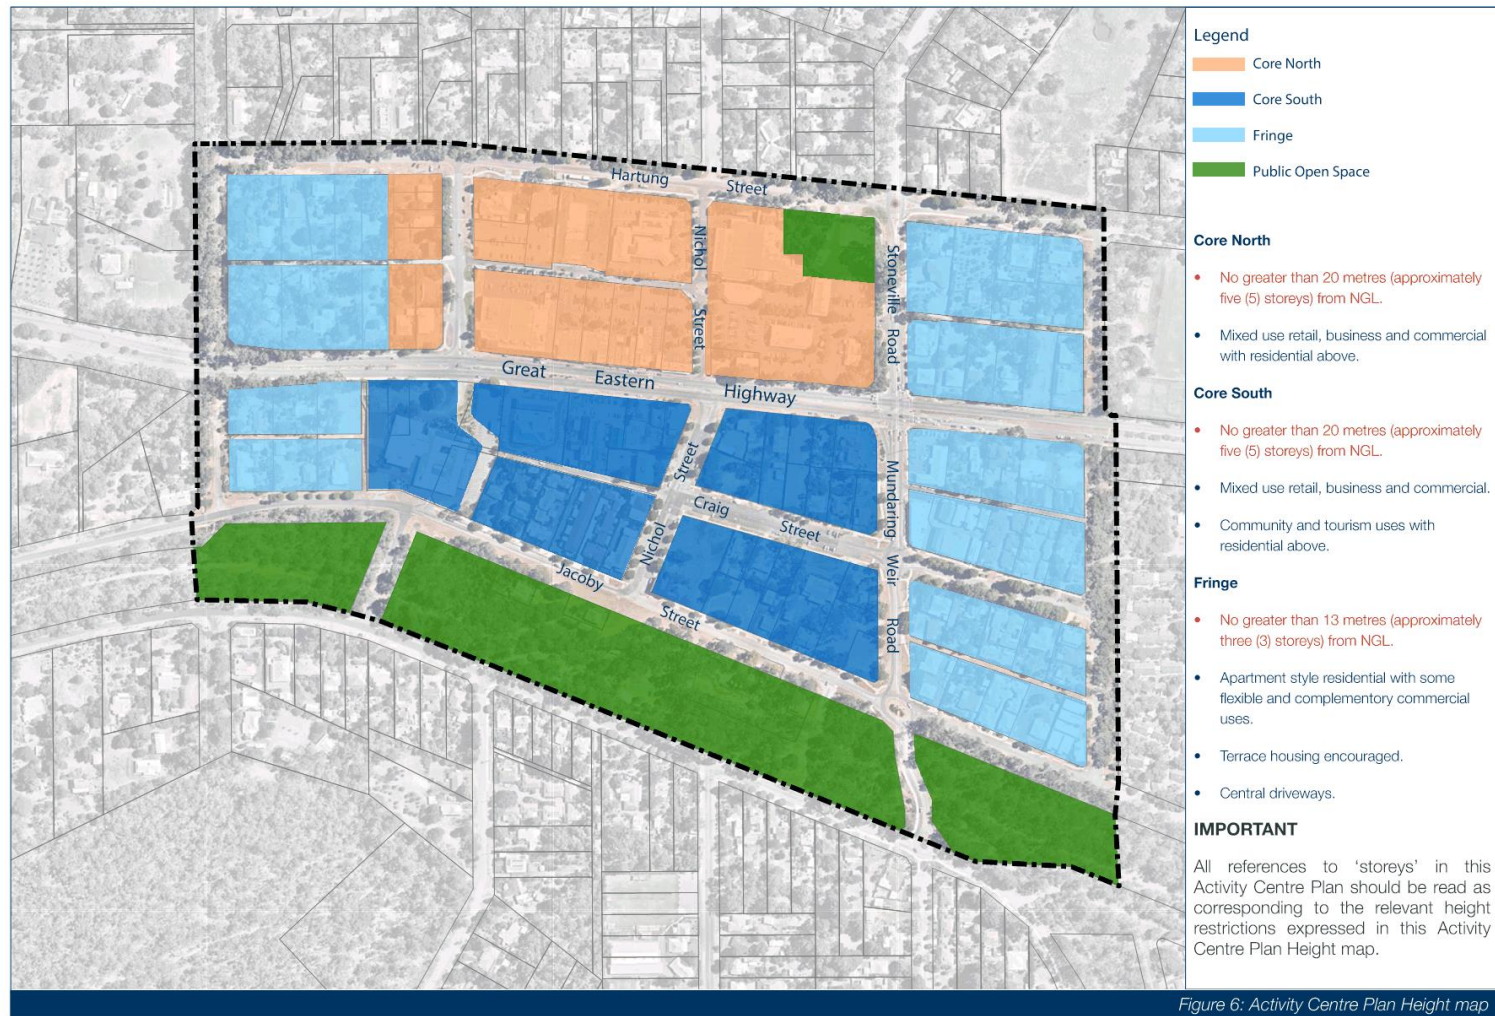 Hartung
Street
Nichol
Street
Stoneville
Road
Great
Eastern
Highway
Street
Nichol
Craig
Street
Mundaring
Weir
Road
Jacoby
Street
Legend
Core North
Core South
Fringe
Public Open Space
Core North
• No greater than 20 metres (approximately
five (5) storeys) from NGL.
• Mixed use retail, business and commercial
with residential above.
Core South
• No greater than 20 metres (approximately
five (5) storeys) from NGL.
• Mixed use retail, business and commercial.
• Community and tourism uses with
residential above.
Fringe
• No greater than 13 metres (approximately
three (3) storeys) from NGL.
• Apartment style residential with some
flexible and complementory commercial
uses.
• Terrace housing encouraged.
• Central driveways.
IMPORTANT
All references to ‘storeys’ in this
Activity Centre Plan should be read as
corresponding to the relevant height
restrictions expressed in this Activity
Centre Plan Height map.
Figure 6: Activity Centre Plan Height map